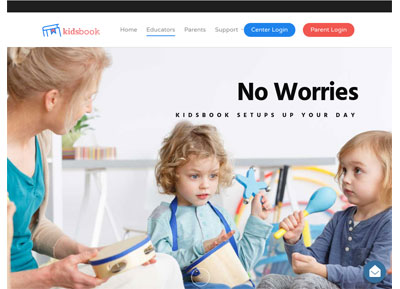 kidsbook
Home Educators Parents Support Center Login Parent Login
No Worries
KIDSBOOK SETUPS UP YOUR DAY